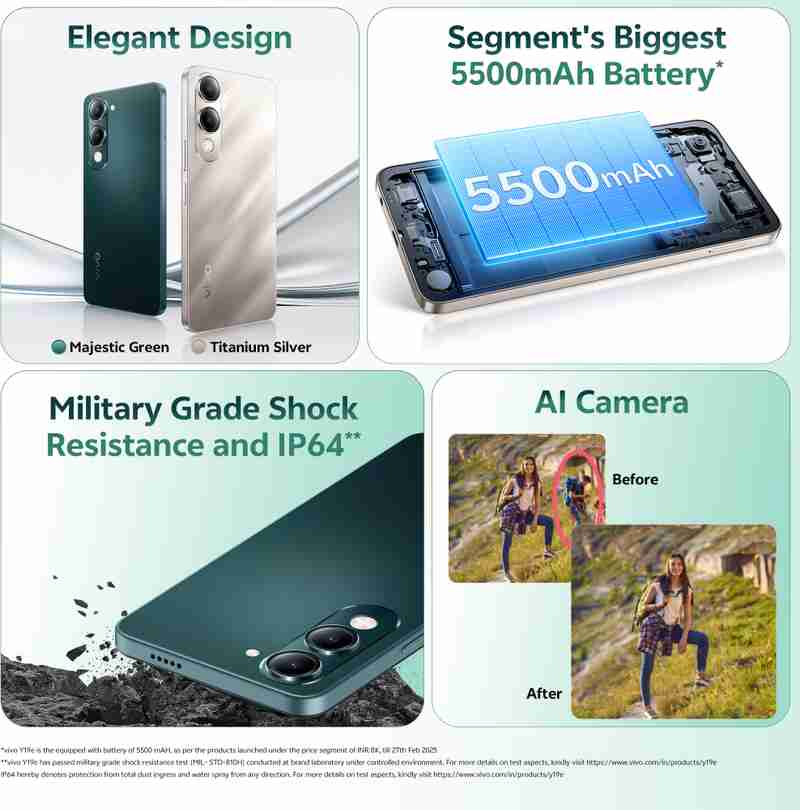 Elegant Design
Majestic Green
Titanium Silver
Segment's Biggest
5500mAh Battery*
5500mAh
Military Grade Shock
Resistance and IP64**
AI Camera
Before
After
vivo
vivo
*vivo Y19e is the equipped with battery of 5500 mAH, as per the products launched under the price segment of INR 8K, till 27th Feb 2025
**vivo Y19e has passed military grade shock resistance test (MIL- STD-810H) conducted at brand laboratory under controlled environment. For more details on test aspects, kindly visit https://www.vivo.com/in/products/y19e
IP64 hereby denotes protection from total dust ingress and water spray from any direction. For more details on test aspects, kindly visit https://www.vivo.com/in/products/y19e